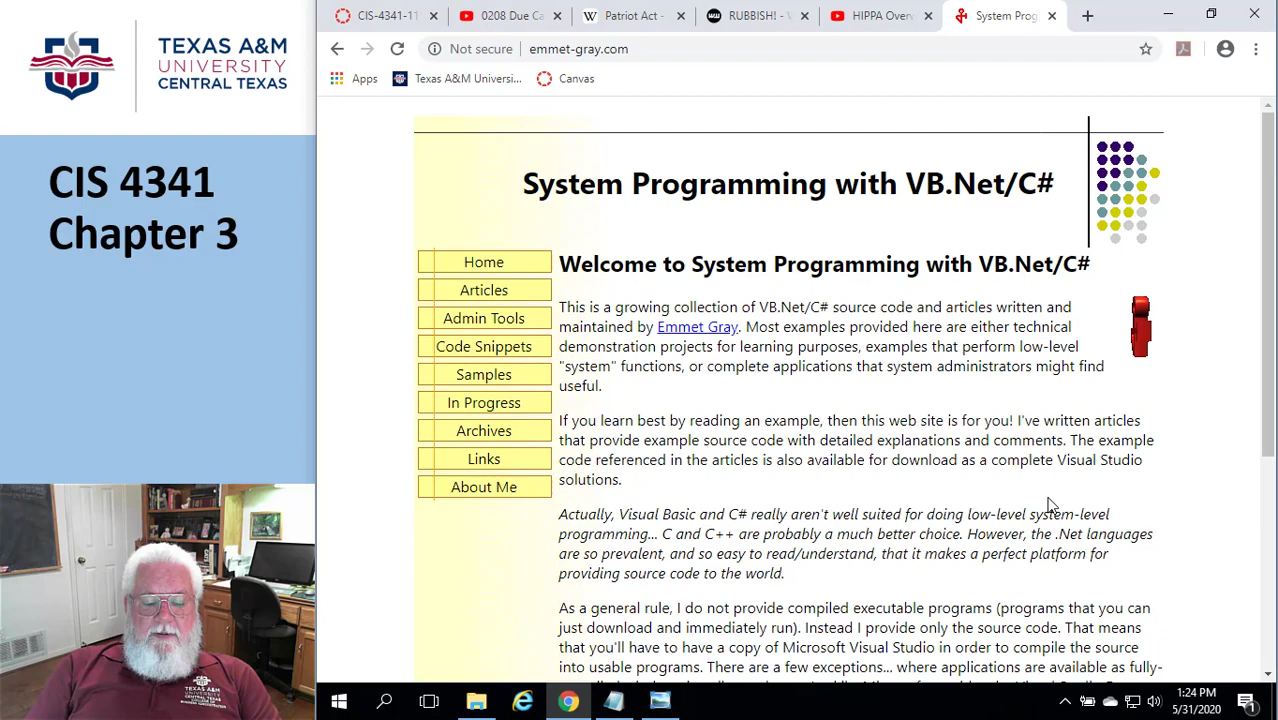 TEXAS A&M
UNIVERSITY
CENTRAL TEXAS
CIS 4341
Chapter 3
CIS-4341-11
0208 Due Ca
Patriot Act -
RUBBISH! - W
HIPPA Over
System Prog
Not secure
emmet-gray.com
Apps
Texas A&M Universi...
Canvas
System Programming with VB.Net/C#
Home
Articles
Admin Tools
Code Snippets
Samples
In Progress
Archives
Links
About Me
Welcome to System Programming with VB.Net/C#
This is a growing collection of VB.Net/C# source code and articles written and
maintained by Emmet Gray. Most examples provided here are either technical
demonstration projects for learning purposes, examples that perform low-level
"system" functions, or complete applications that system administrators might find
useful.
If you learn best by reading an example, then this web site is for you! I've written articles
that provide example source code with detailed explanations and comments. The example
code referenced in the articles is also available for download as a complete Visual Studio
solutions.
Actually, Visual Basic and C# really aren't well suited for doing low-level system-level
programming... C and C++ are probably a much better choice. However, the .Net languages
are so prevalent, and so easy to read/understand, that it makes a perfect platform for
providing source code to the world.
As a general rule, I do not provide compiled executable programs (programs that you can
just download and immediately run). Instead I provide only the source code. That means
that you'll have to have a copy of Microsoft Visual Studio in order to compile the source
into usable programs. There are a few exceptions... where applications are available as fully-
TEXAS A&M
UNIVERSITY
1:24 PM
5/31/2020
1